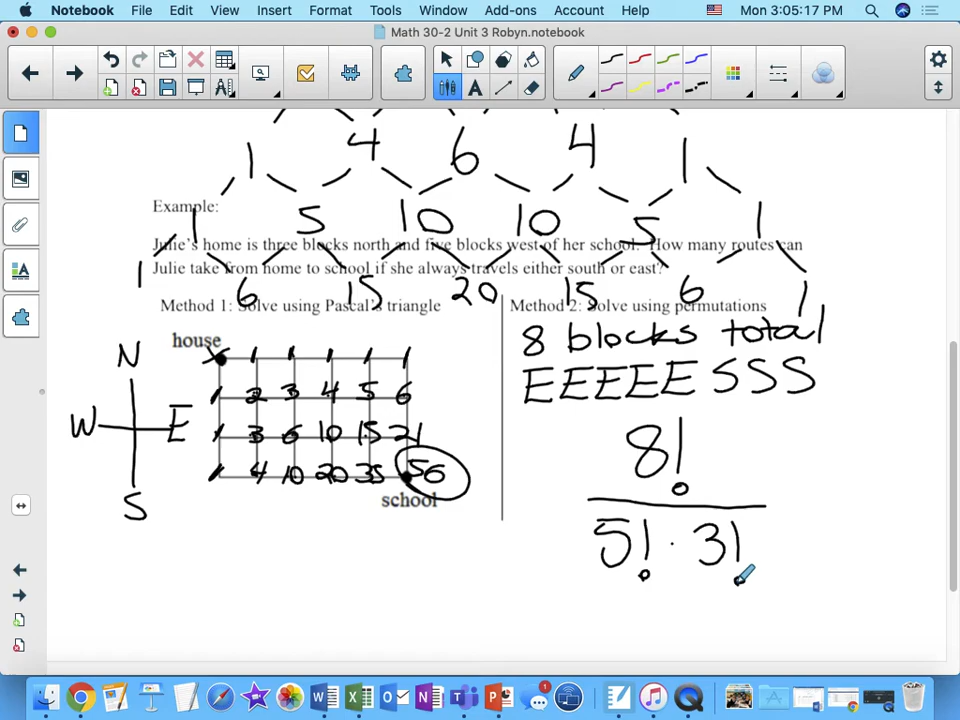 Notebook File Edit View Insert Format Tools Window Add-ons Account Help Mon 3:05:17 PM
Math 30-2 Unit 3 Robyn.notebook
1 4 6 4 1
Example:
1 5 10 10 5 1
Julie's home is three blocks north and five blocks west of her school. How many routes can
Julie take from home to school if she always travels either south or east?
1 6 15 20 15 6 1
Method 1: Solve using Pascal's triangle
house
N
W E
S
X 1 1 1 1 1
1 2 3 4 5 6
1 3 6 10 15 21
1 4 10 20 35 56
school
Method 2: Solve using permutations
8 blocks total
EEEEE SSS
8!
5! · 3!